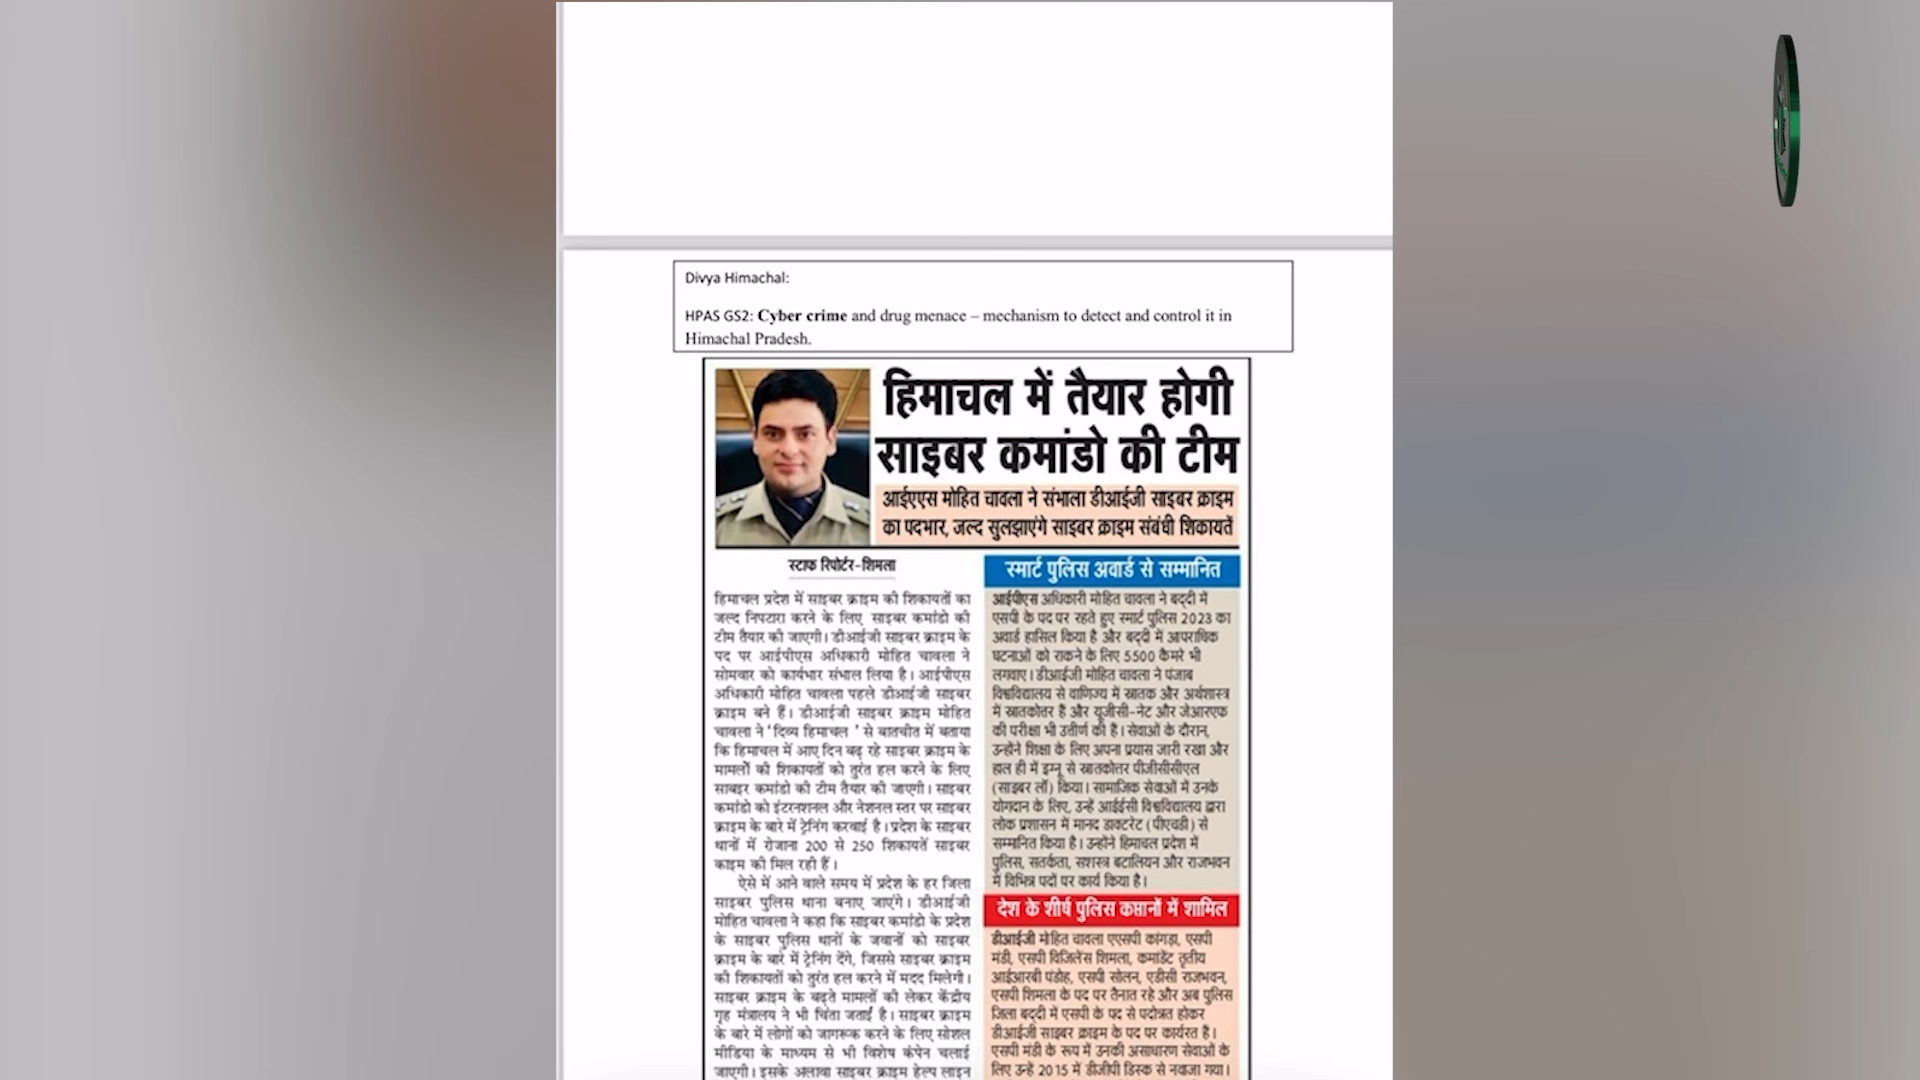 Divya Himachal:
HPAS GS2: Cyber crime and drug menace – mechanism to detect and control it in
Himachal Pradesh.
हिमाचल में तैयार होगी
साइबर कमांडो की टीम
आईएएस मोहित चावला ने संभाला डीआईजी साइबर क्राइम
का पदभार, जल्द सुलझाएंगे साइबर क्राइम संबंधी शिकायतें
स्टाफ रिपोर्टर-शिमला
हिमाचल प्रदेश में साइबर क्राइम की शिकायतों का
जल्द निपटारा करने के लिए साइबर कमांडो की
टीम तैयार की जाएगी। डीआईजी साइबर क्राइम के
पद पर आईपीएस अधिकारी मोहित चावला ने
सोमवार को कार्यभार संभाल लिया है। आईपीएस
अधिकारी मोहित चावला पहले डीआईजी साइबर
क्राइम बने हैं। डीआईजी साइबर क्राइम मोहित
चावला ने ' दिव्य हिमाचल ' से बातचीत में बताया
कि हिमाचल में आए दिन बढ़ रहे साइबर क्राइम के
मामलों की शिकायतों को तुरंत हल करने के लिए
साबइर कमांडो की टीम तैयार की जाएगी। साइबर
कमांडो को इंटरनशनल और नेशनल स्तर पर साइबर
क्राइम के बारे में ट्रेनिंग करवाई है। प्रदेश के साइबर
थानों में रोजाना 200 से 250 शिकायतें साइबर
काइम की मिल रही हैं।
ऐसे में आने वाले समय में प्रदेश के हर जिला
साइबर पुलिस थाना बनाए जाएंगे। डीआईजी
मोहित चावला ने कहा कि साइबर कमांडो के प्रदेश
के साइबर पुलिस थानों के जवानों को साइबर
क्राइम के बारे में ट्रेनिंग देंगे, जिससे साइबर क्राइम
की शिकायतों को तुरंत हल करने में मदद मिलेगी।
साइबर क्राइम के बढ़ते मामलों की लेकर केंद्रीय
गृह मंत्रालय ने भी चिंता जताई है। साइबर क्राइम
के बारे में लोगों को जागरूक करने के लिए सोशल
मीडिया के माध्यम से भी विशेष कंपेन चलाई
जाएगी। इसके अलावा साइबर क्राइम हेल्प लाइन
स्मार्ट पुलिस अवार्ड से सम्मानित
आईपीएस अधिकारी मोहित चावला ने बद्दी में
एसपी के पद पर रहते हुए स्मार्ट पुलिस 2023 का
अवार्ड हासिल किया है और बद्दी में आपराधिक
घटनाओं को राकने के लिए 5500 कैमरे भी
लगवाए। डीआईजी मोहित चावला ने पंजाब
विश्वविद्यालय से वाणिज्य में स्नातक और अर्थशास्त्र
में स्नातकोत्तर हैं और यूजीसी-नेट और जेआरएफ
की परीक्षा भी उत्तीर्ण की हैं। सेवाओं के दौरान,
उन्होंने शिक्षा के लिए अपना प्रयास जारी रखा और
हाल ही में इग्नू से स्नातकोत्तर पीजीसीसीएल
(साइबर लॉ) किया। सामाजिक सेवाओं में उनके
योगदान के लिए, उन्हें आईईसी विश्वविद्यालय द्वारा
लोक प्रशासन में मानद डाक्टरेट (पीएचडी) से
सम्मानित किया है। उन्होंने हिमाचल प्रदेश में
पुलिस, सतर्कता, सशस्त्र बटालियन और राजभवन
में विभिन्न पदों पर कार्य किया है।
देश के शीर्ष पुलिस कप्तानों में शामिल
डीआईजी मोहित चावला एएसपी कांगड़ा, एसपी
मंडी, एसपी विजिलेंस शिमला, कमांडेंट तृतीय
आईआरबी पंडोह, एसपी सोलन, एडीसी राजभवन,
एसपी शिमला के पद पर तैनात रहे और अब पुलिस
जिला बद्दी में एसपी के पद से पदोन्नत होकर
डीआईजी साइबर क्राइम के पद पर कार्यरत है।
एसपी मंडी के रूप में उनकी असाधारण सेवाओं के
लिए उन्हें 2015 में डीजीपी डिस्क से नवाजा गया।